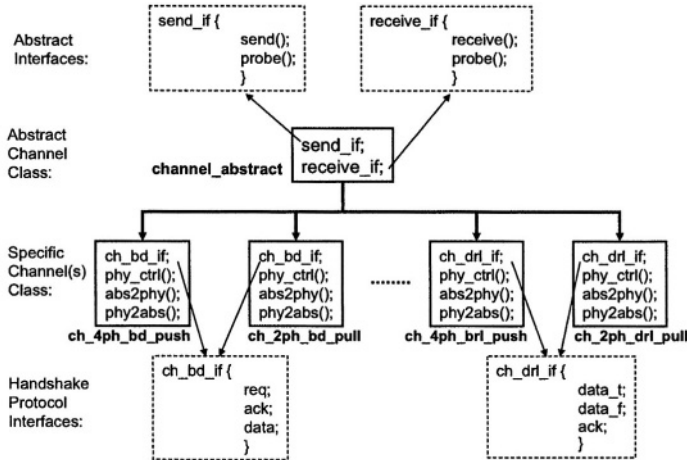 Abstract
Interfaces:
send_if {
send();
probe();
}
receive_if {
receive();
probe();
}
Abstract
Channel
Class:
channel_abstract
send_if;
receive_if;
Specific
Channel(s)
Class:
ch_bd_if;
phy_ctrl();
abs2phy();
phy2abs();
ch_4ph_bd_push
ch_bd_if;
phy_ctrl();
abs2phy();
phy2abs();
ch_2ph_bd_pull
........
ch_drl_if;
phy_ctrl();
abs2phy();
phy2abs();
ch_4ph_brl_push
ch_drl_if;
phy_ctrl();
abs2phy();
phy2abs();
ch_2ph_drl_pull
Handshake
Protocol
Interfaces:
ch_bd_if {
req;
ack;
data;
}
ch_drl_if {
data_t;
data_f;
ack;
}